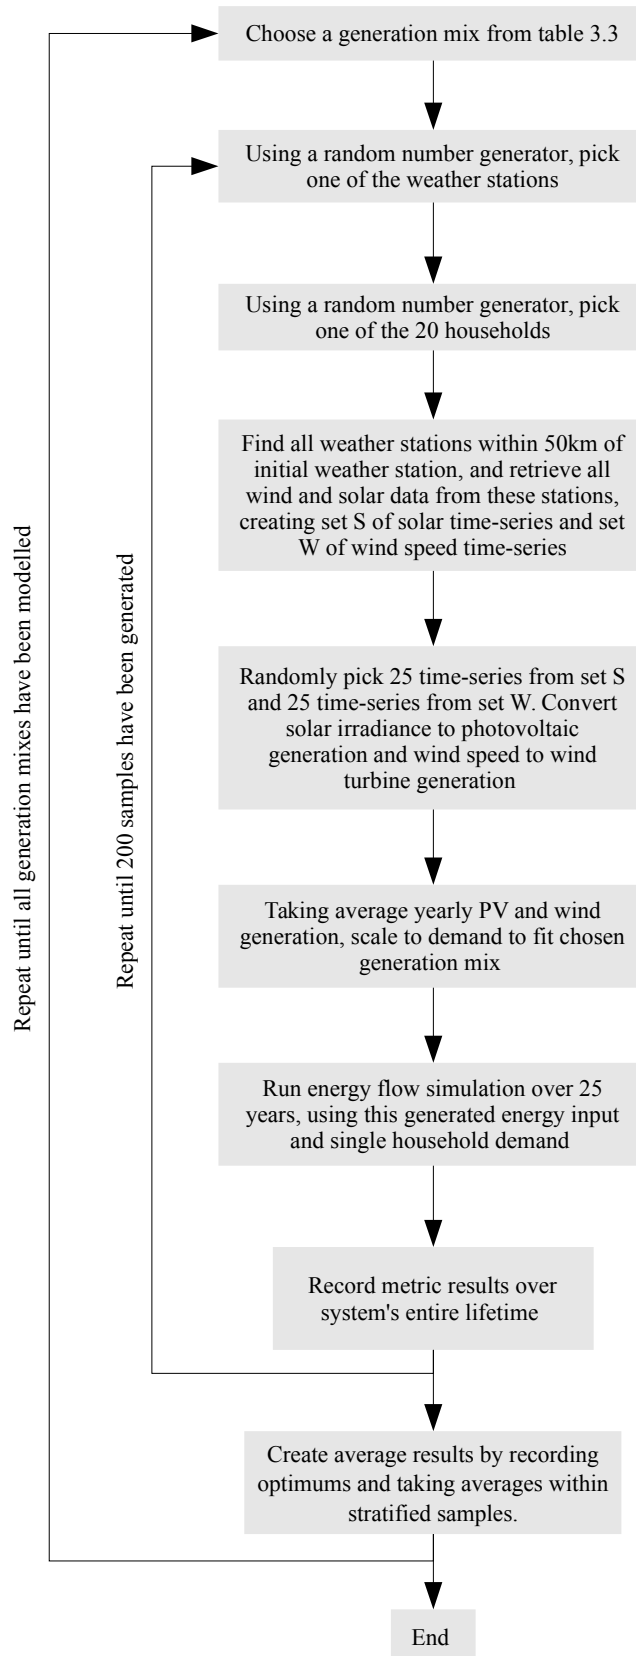 Choose a generation mix from table 3.3
Using a random number generator, pick
one of the weather stations
Using a random number generator, pick
one of the 20 households
Find all weather stations within 50km of
initial weather station, and retrieve all
wind and solar data from these stations,
creating set S of solar time-series and set
W of wind speed time-series
Randomly pick 25 time-series from set S
and 25 time-series from set W. Convert
solar irradiance to photovoltaic
generation and wind speed to wind
turbine generation
Taking average yearly PV and wind
generation, scale to demand to fit chosen
generation mix
Run energy flow simulation over 25
years, using this generated energy input
and single household demand
Record metric results over
system's entire lifetime
Create average results by recording
optimums and taking averages within
stratified samples.
End
Repeat until 200 samples have been generated
Repeat until all generation mixes have been modelled